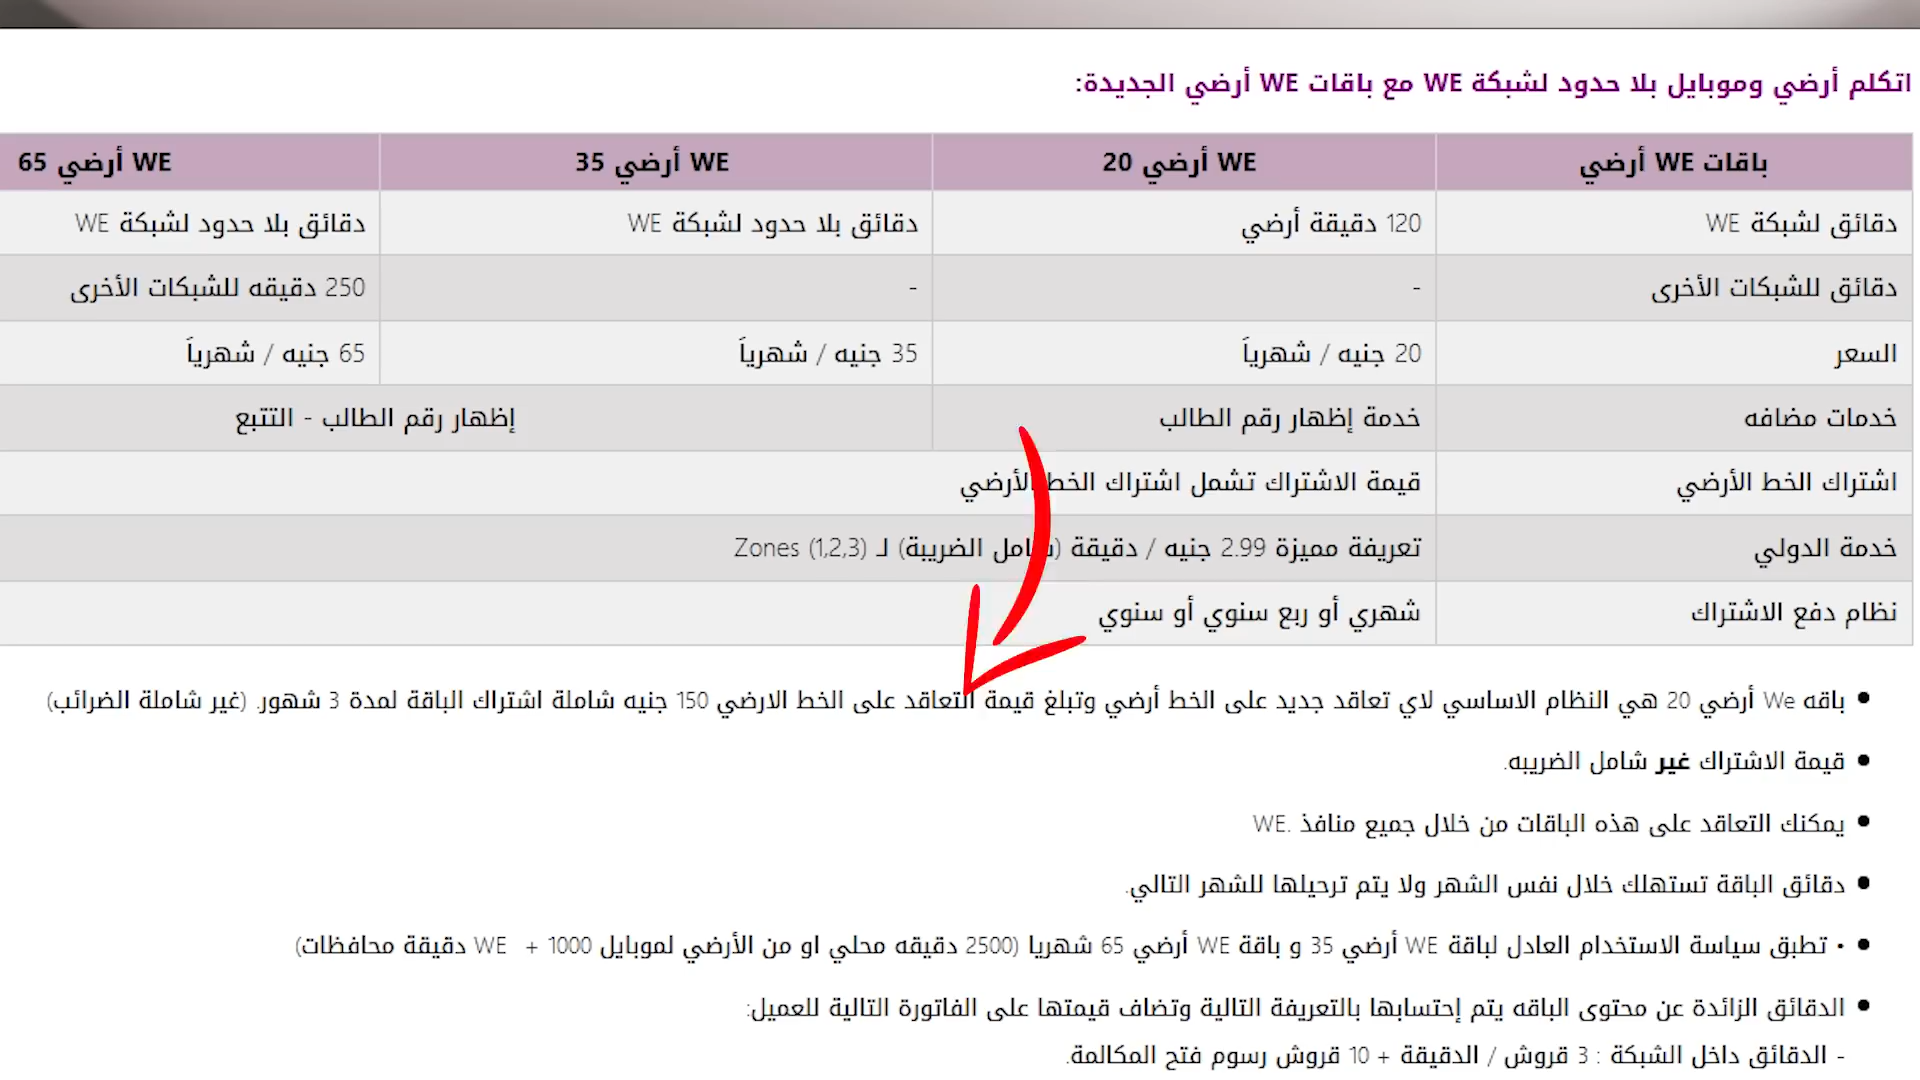 اتكلم أرضي وموبايل بلا حدود لشبكة WE مع باقات WE أرضي الجديدة:
باقات WE أرضي	WE أرضي 20	WE أرضي 35	WE أرضي 65
دقائق لشبكة WE	120 دقيقة أرضي	دقائق بلا حدود لشبكة WE	دقائق بلا حدود لشبكة WE
دقائق للشبكات الأخرى	-	-	250 دقيقه للشبكات الأخرى
السعر	20 جنيه / شهرياً	35 جنيه / شهرياً	65 جنيه / شهرياً
خدمات مضافه	خدمة إظهار رقم الطالب	إظهار رقم الطالب - التتبع
اشتراك الخط الأرضي	قيمة الاشتراك تشمل اشتراك الخط الأرضي
خدمة الدولي	تعريفة مميزة 2.99 جنيه / دقيقة (شامل الضريبة) لـ Zones (1,2,3)
نظام دفع الاشتراك	شهري أو ربع سنوي أو سنوي
• باقه We أرضي 20 هي النظام الاساسي لاي تعاقد جديد على الخط أرضي وتبلغ قيمة التعاقد على الخط الارضي 150 جنيه شاملة اشتراك الباقة لمدة 3 شهور. (غير شاملة الضرائب)
• قيمة الاشتراك غير شامل الضريبه.
• يمكنك التعاقد على هذه الباقات من خلال جميع منافذ .WE
• دقائق الباقة تستهلك خلال نفس الشهر ولا يتم ترحيلها للشهر التالي.
• • تطبق سياسة الاستخدام العادل لباقة WE أرضي 35 و باقة WE أرضي 65 شهريا (2500 دقيقه محلي او من الأرضي لموبايل WE + 1000 دقيقة محافظات)
• الدقائق الزائدة عن محتوى الباقه يتم إحتسابها بالتعريفة التالية وتضاف قيمتها على الفاتورة التالية للعميل:
- الدقائق داخل الشبكة : 3 قروش / الدقيقة + 10 قروش رسوم فتح المكالمة.